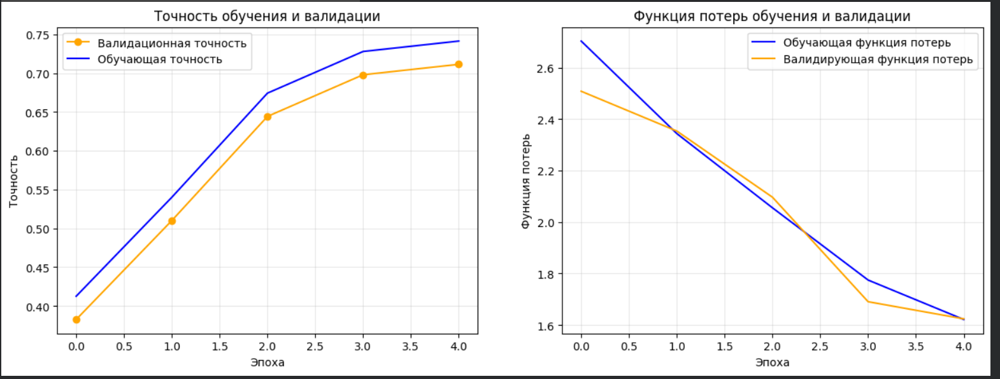 Точность обучения и валидации
Валидационная точность
Обучающая точность
Точность
0.75
0.70
0.65
0.60
0.55
0.50
0.45
0.40
0.0 0.5 1.0 1.5 2.0 2.5 3.0 3.5 4.0
Эпоха
Функция потерь обучения и валидации
Обучающая функция потерь
Валидирующая функция потерь
Функция потерь
2.6
2.4
2.2
2.0
1.8
1.6
0.0 0.5 1.0 1.5 2.0 2.5 3.0 3.5 4.0
Эпоха